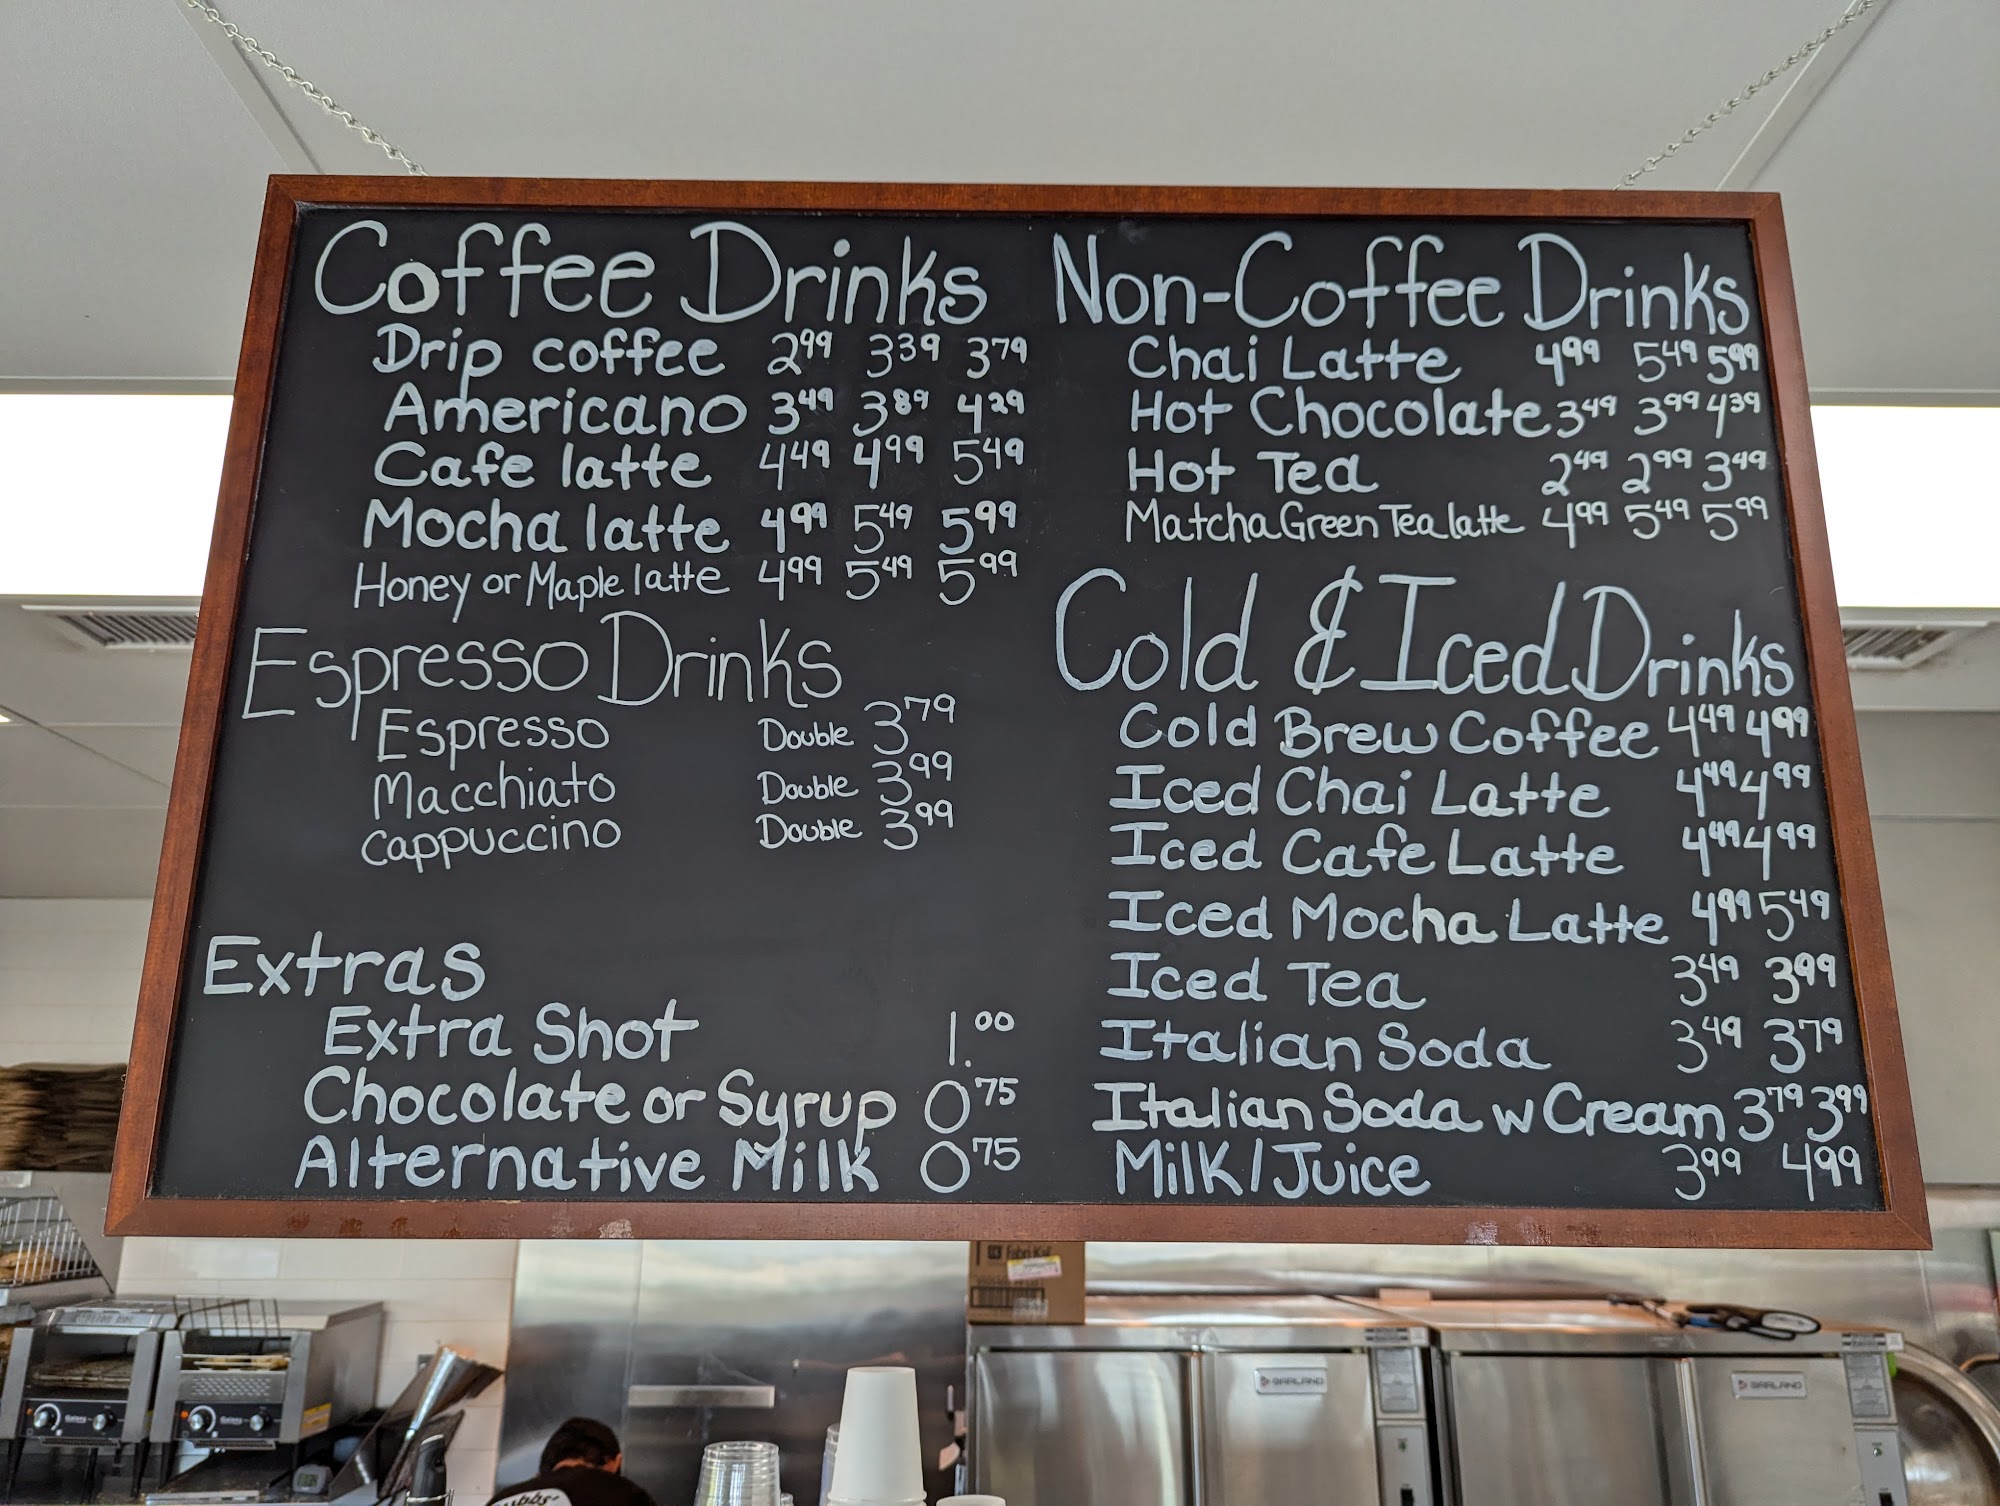 Coffee Drinks
Drip coffee 2.99 3.39 3.79
Americano 3.49 3.89 4.29
Cafe latte 4.49 4.99 5.49
Mocha latte 4.99 5.49 5.99
Honey or Maple latte 4.99 5.49 5.99
Espresso Drinks
Espresso Double 3.79
Macchiato Double 3.99
Cappuccino Double 3.99
Extras
Extra Shot 1.00
Chocolate or Syrup 0.75
Alternative Milk 0.75
Non-Coffee Drinks
Chai Latte 4.99 5.49 5.99
Hot Chocolate 3.49 3.99 4.39
Hot Tea 2.49 2.99 3.49
Matcha Green Tea latte 4.99 5.49 5.99
Cold & Iced Drinks
Cold Brew Coffee 4.49 4.99
Iced Chai Latte 4.49 4.99
Iced Cafe Latte 4.49 4.99
Iced Mocha Latte 4.99 5.49
Iced Tea 3.49 3.99
Italian Soda 3.49 3.79
Italian Soda w Cream 3.79 3.99
Milk/Juice 3.99 4.99
Fabri-Kal
GARLAND
GARLAND